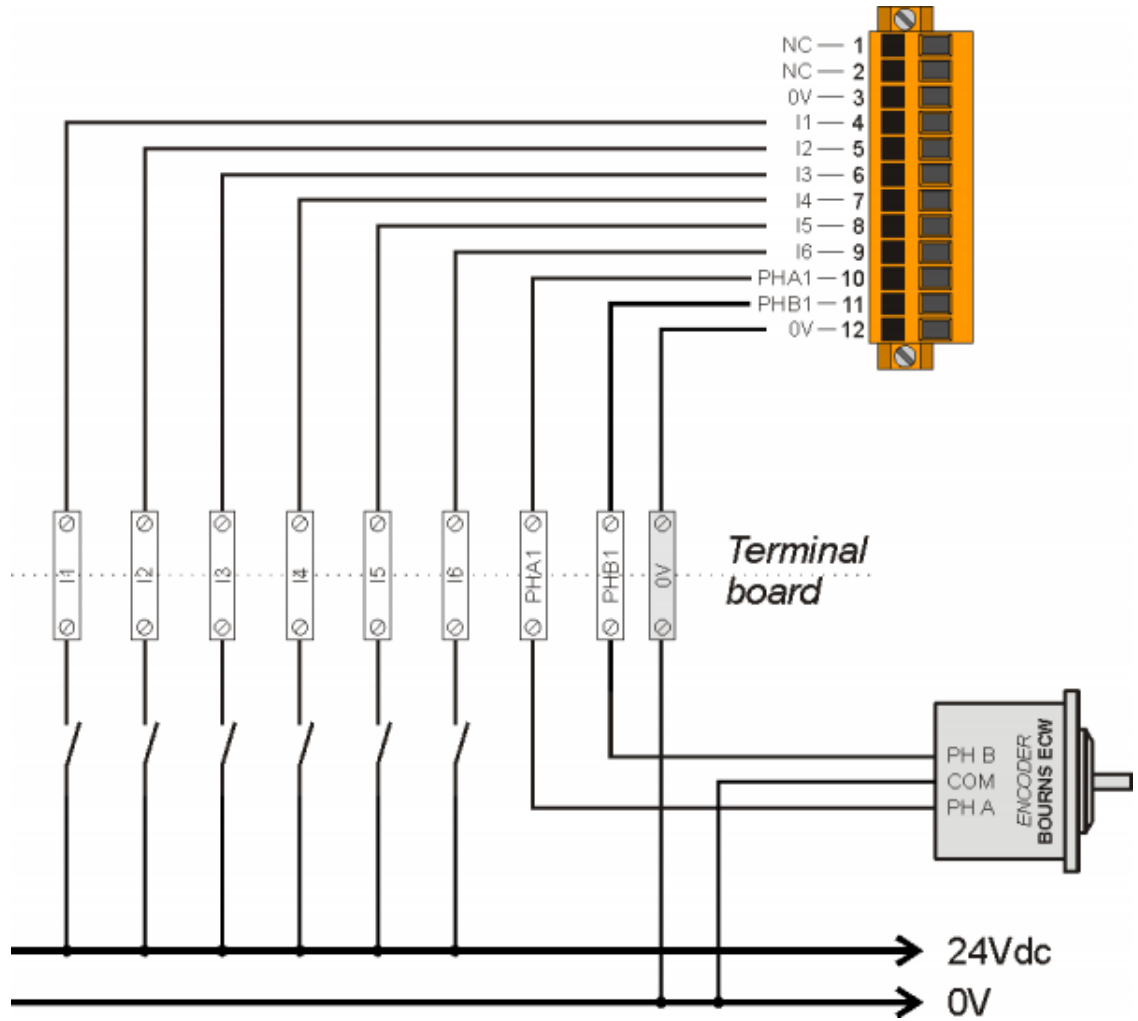 NC — 1
NC — 2
0V — 3
I1 — 4
I2 — 5
I3 — 6
I4 — 7
I5 — 8
I6 — 9
PHA1 — 10
PHB1 — 11
0V — 12
I1
I2
I3
I4
I5
I6
PHA1
PHB1
0V
Terminal
board
PH B
COM
PH A
ENCODER
BOURNS ECW
24Vdc
0V